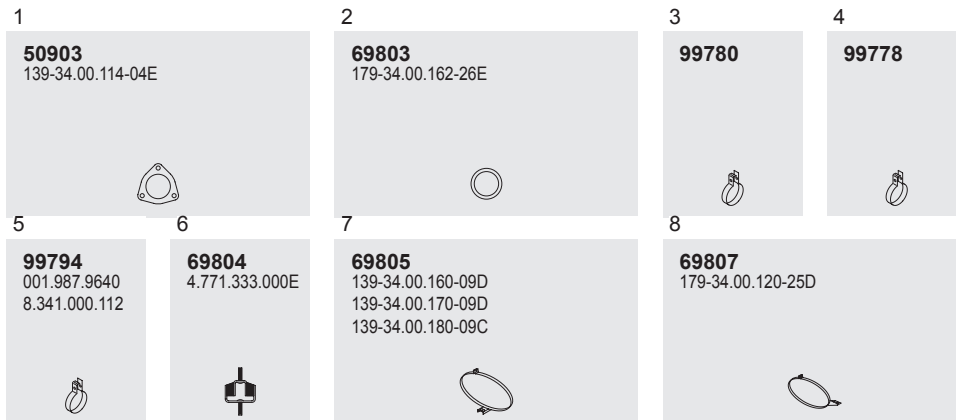 1
50903
139-34.00.114-04E
2
69803
179-34.00.162-26E
3
99780
4
99778
5
99794
001.987.9640
8.341.000.112
6
69804
4.771.333.000E
7
69805
139-34.00.160-09D
139-34.00.170-09D
139-34.00.180-09C
8
69807
179-34.00.120-25D